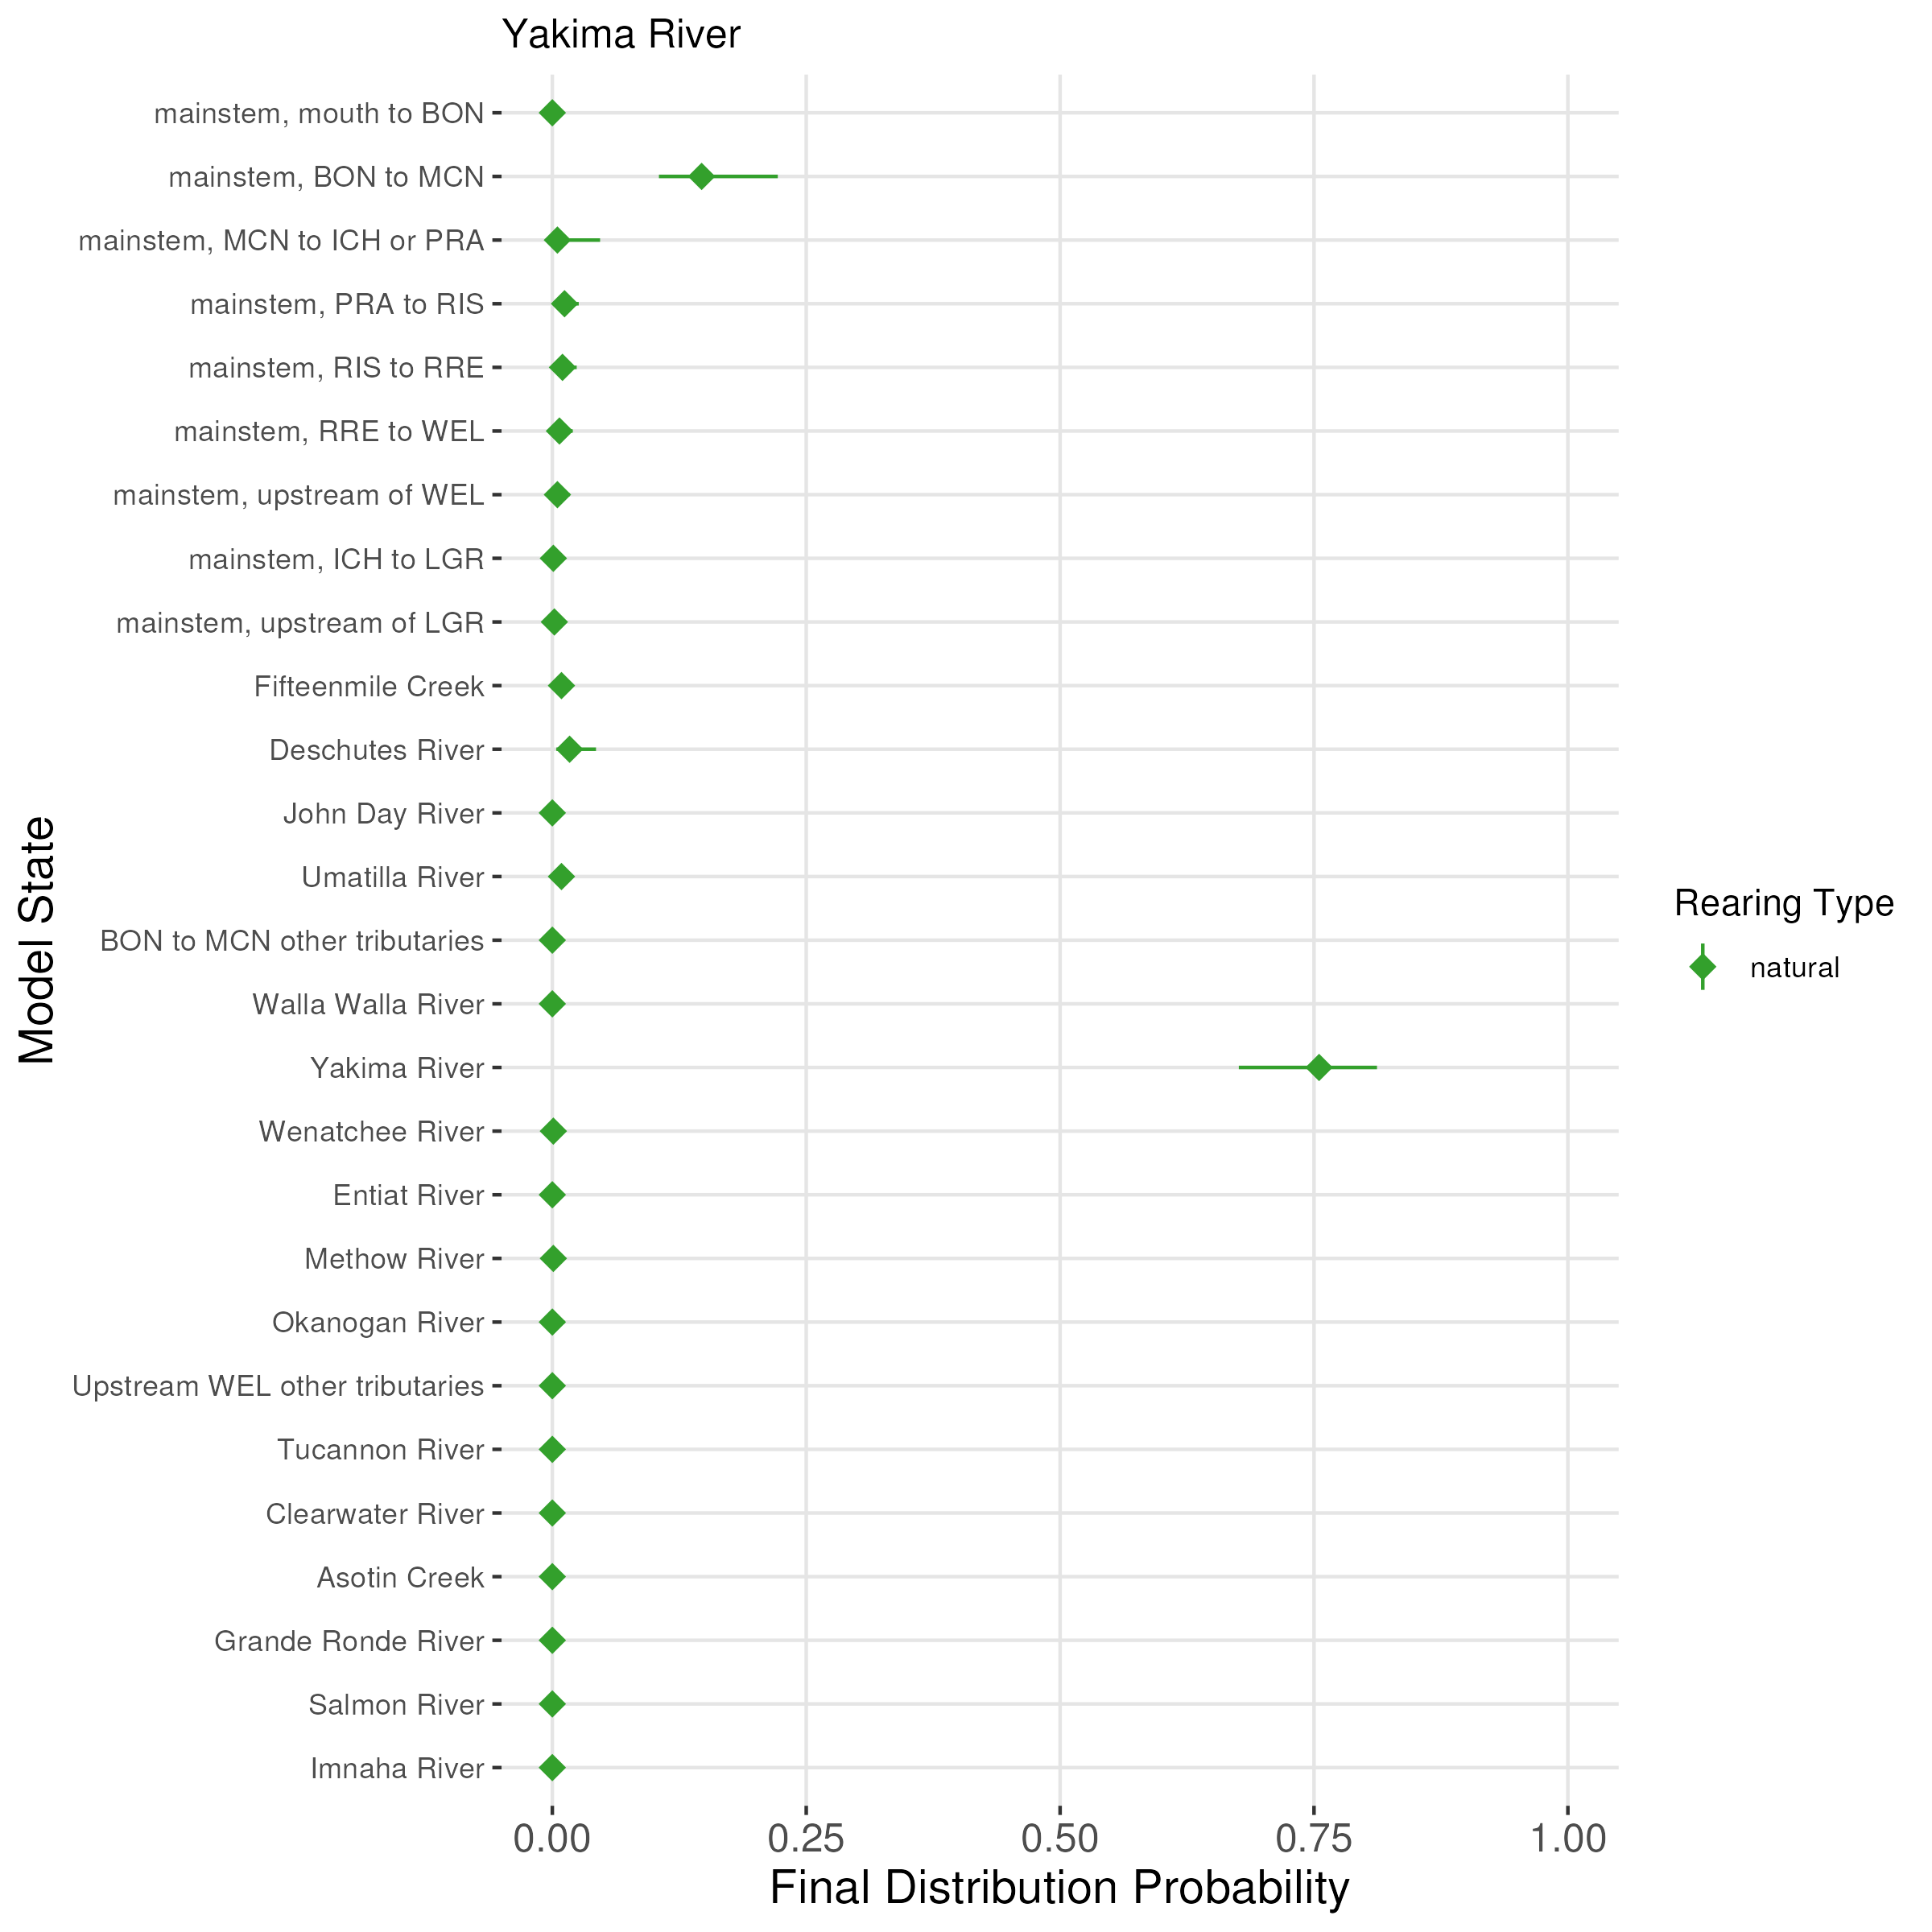 Yakima River
mainstem, mouth to BON
mainstem, BON to MCN
mainstem, MCN to ICH or PRA
mainstem, PRA to RIS
mainstem, RIS to RRE
mainstem, RRE to WEL
mainstem, upstream of WEL
mainstem, ICH to LGR
mainstem, upstream of LGR
Fifteenmile Creek
Deschutes River
John Day River
Umatilla River
BON to MCN other tributaries
Walla Walla River
Yakima River
Wenatchee River
Entiat River
Methow River
Okanogan River
Upstream WEL other tributaries
Tucannon River
Clearwater River
Asotin Creek
Grande Ronde River
Salmon River
Imnaha River
Model State
0.00 0.25 0.50 0.75 1.00
Final Distribution Probability
Rearing Type
natural